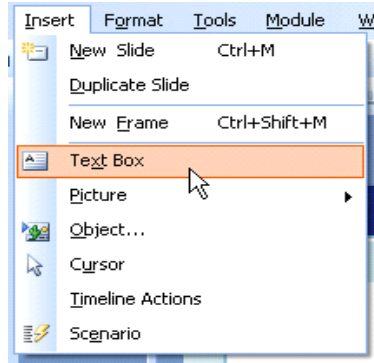 Insert Format Tools Module W
New Slide Ctrl+M
Duplicate Slide
New Frame Ctrl+Shift+M
Text Box
Picture
Object...
Cursor
Timeline Actions
Scenario